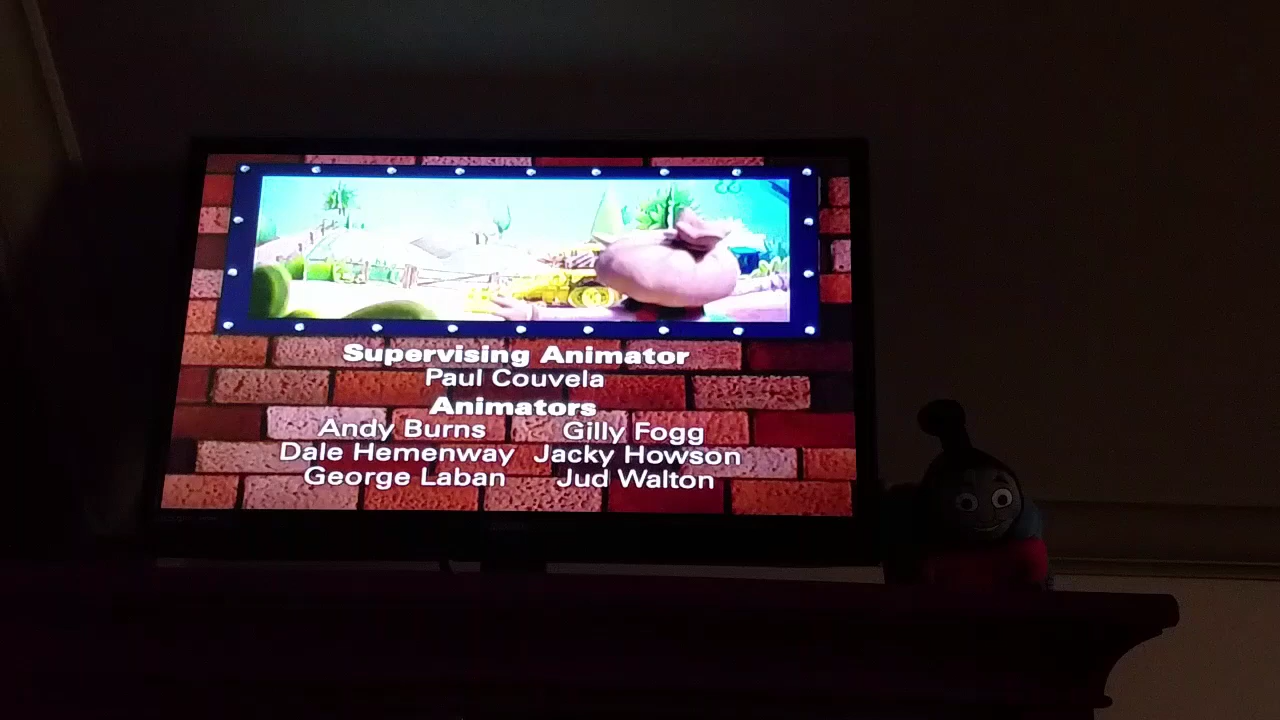 Supervising Animator
Paul Couvela
Animators
Andy Burns Gilly Fogg
Dale Hemenway Jacky Howson
George Laban Jud Walton